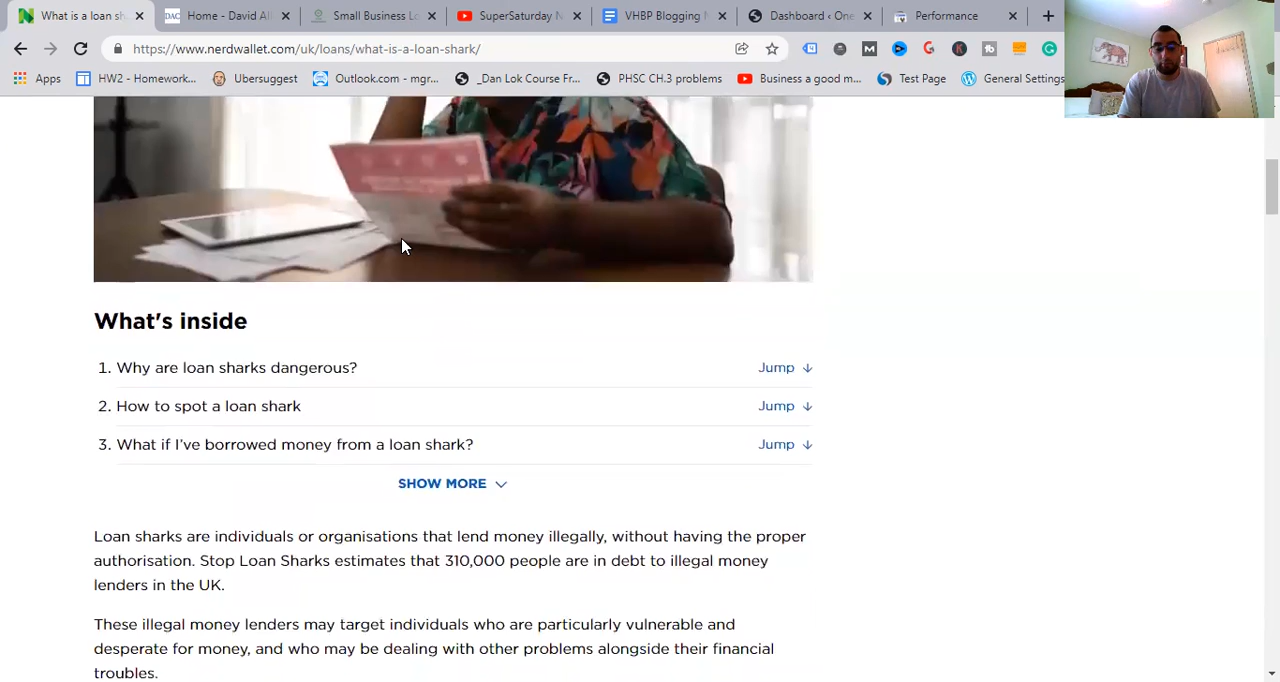 What is a loan sh
Home - David Al
Small Business Lo
SuperSaturday N
VHBP Blogging N
Dashboard ‹ One
Performance
https://www.nerdwallet.com/uk/loans/what-is-a-loan-shark/
Apps
HW2 - Homework...
Ubersuggest
Outlook.com - mgr...
_Dan Lok Course Fr...
PHSC CH.3 problems
Business a good m...
Test Page
General Settings
What's inside
1. Why are loan sharks dangerous? Jump ↓
2. How to spot a loan shark Jump ↓
3. What if I've borrowed money from a loan shark? Jump ↓
SHOW MORE
Loan sharks are individuals or organisations that lend money illegally, without having the proper
authorisation. Stop Loan Sharks estimates that 310,000 people are in debt to illegal money
lenders in the UK.
These illegal money lenders may target individuals who are particularly vulnerable and
desperate for money, and who may be dealing with other problems alongside their financial
troubles.